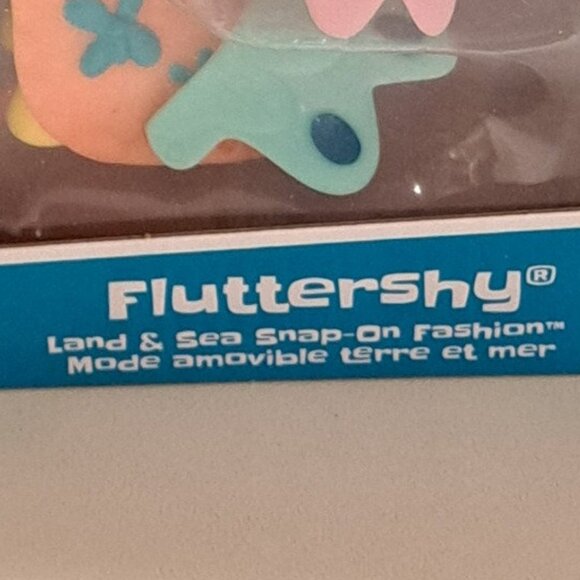 Fluttershy®
Land & Sea Snap-On Fashion™
Mode amovible terre et mer